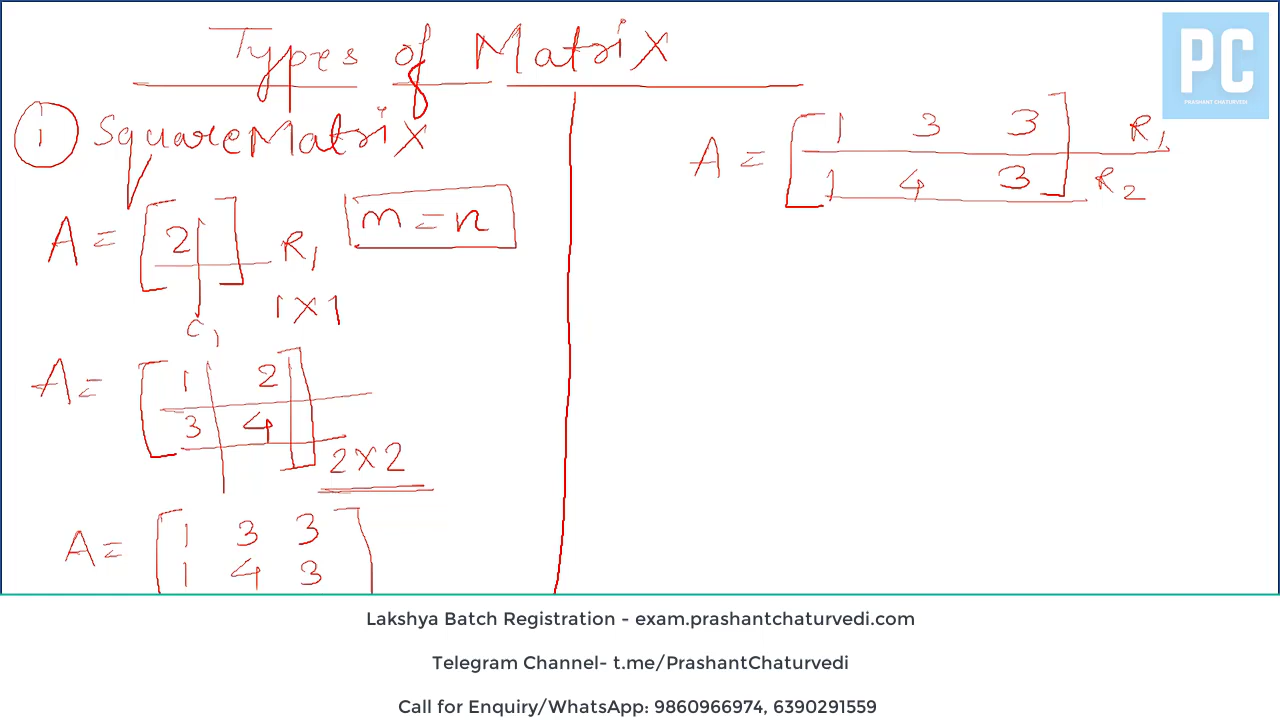 Types of Matrix
1 Square Matrix
A = [2] R1
m = n
C1
1 X 1
A = [1 2
3 4]
2 X 2
A = [1 3 3
1 4 3
A = [1 3 3] R1
1 4 3 R2
PC
PRASHANT CHATURVEDI
Lakshya Batch Registration - exam.prashantchaturvedi.com
Telegram Channel- t.me/PrashantChaturvedi
Call for Enquiry/WhatsApp: 9860966974, 6390291559